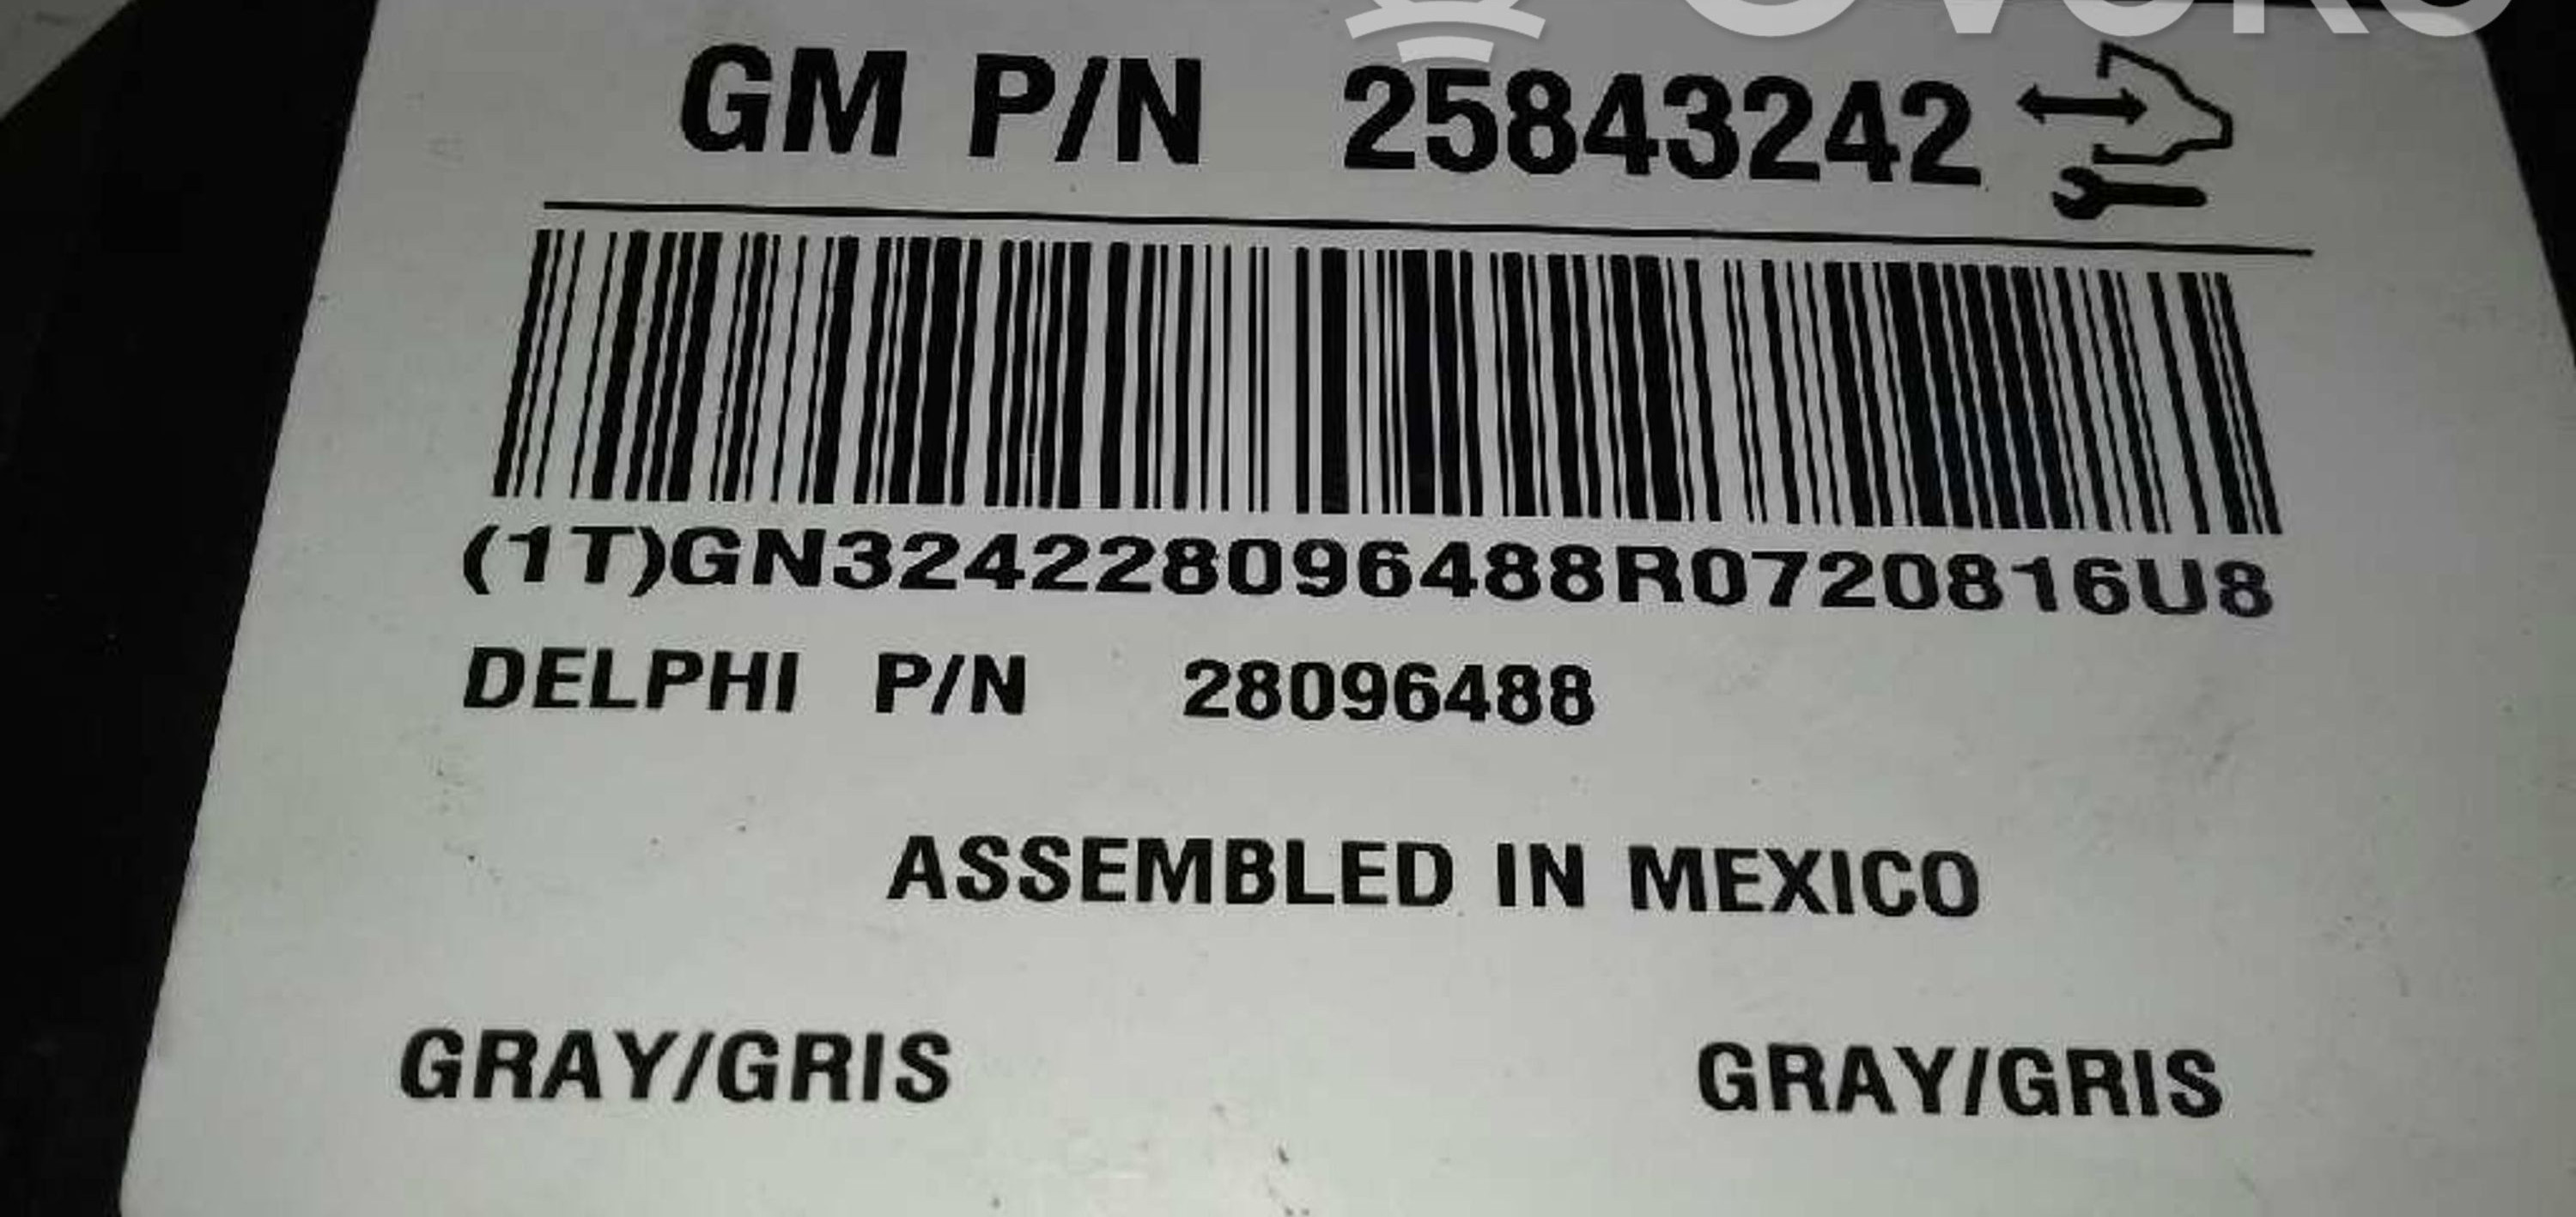 GM P/N 25843242
(1T)GN324228096488R0720816U8
DELPHI P/N 28096488
ASSEMBLED IN MEXICO
GRAY/GRIS GRAY/GRIS